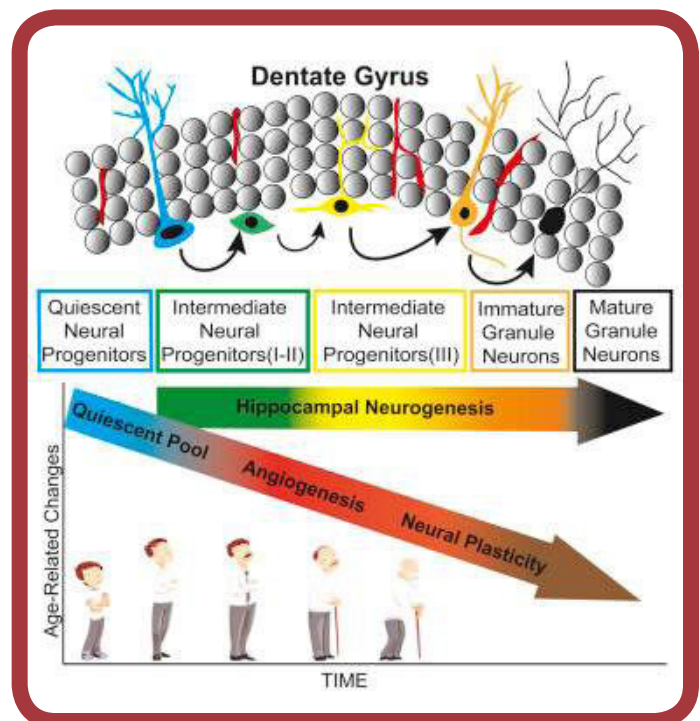 Dentate Gyrus
Quiescent
Neural
Progenitors
Intermediate
Neural
Progenitors(I-II)
Intermediate
Neural
Progenitors(III)
Immature
Granule
Neurons
Mature
Granule
Neurons
Hippocampal Neurogenesis
Quiescent Pool
Angiogenesis
Neural Plasticity
Age-Related Changes
TIME